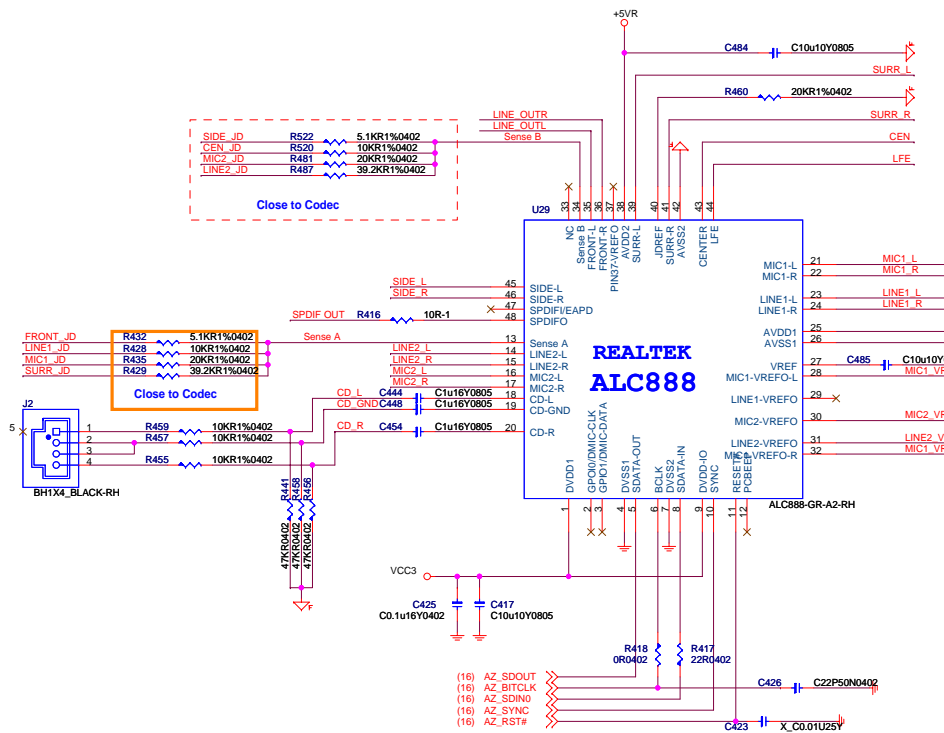 +5VR
C484 C10u10Y0805
SURR_L
R460 20KR1%0402
LINE_OUTR
SURR_R
LINE_OUTL
SIDE_JD R522 5.1KR1%0402 Sense B
CEN
CEN_JD R520 10KR1%0402
MIC2_JD R481 20KR1%0402
LFE
LINE2_JD R487 39.2KR1%0402
Close to Codec
U29
33 34 35 36 37 38 39 40 41 42 43 44
NC
Sense B
FRONT-L
FRONT-R
PIN37-VREFO
AVDD2
SURR-L
JDREF
SURR-R
AVSS2
CENTER
LFE
MIC1-L 21 MIC1_L
MIC1-R 22 MIC1_R
SIDE_L 45 SIDE-L
SIDE_R 46 SIDE-R
LINE1-L 23 LINE1_L
LINE1-R 24 LINE1_R
47 SPDIFI/EAPD
SPDIF OUT R416 10R-1 48 SPDIFO
AVDD1 25
AVSS1 26
FRONT_JD R432 5.1KR1%0402 Sense A 13 Sense A
LINE1_JD R428 10KR1%0402 LINE2_L 14 LINE2-L
MIC1_JD R435 20KR1%0402 LINE2_R 15 LINE2-R
SURR_JD R429 39.2KR1%0402 MIC2_L 16 MIC2-L
MIC2_R 17 MIC2-R
Close to Codec
REALTEK
ALC888
VREF 27 C485 C10u10Y0
MIC1-VREFO-L 28 MIC1_VR
LINE1-VREFO 29
MIC2-VREFO 30 MIC2_V
LINE2-VREFO 31 LINE2_V
MIC1-VREFO-R 32 MIC1_VR
CD_L C444 C1u16Y0805 18 CD-L
CD_GND C448 C1u16Y0805 19 CD-GND
CD_R C454 C1u16Y0805 20 CD-R
J2
5
1 R459 10KR1%0402
2 R457 10KR1%0402
3
4 R455 10KR1%0402
BH1X4_BLACK-RH
R441
R458
R456
47KR0402
47KR0402
47KR0402
DVDD1
GPOI0/DMIC-CLK
GPIO1/DMIC-DATA
DVSS1
SDATA-OUT
BCLK
DVSS2
SDATA-IN
DVDD-IO
SYNC
RESET#
PCBEEP
1 2 3 4 5 6 7 8 9 10 11 12
ALC888-GR-A2-RH
VCC3
C425 C417
C0.1u16Y0402 C10u10Y0805
R418 R417
0R0402 22R0402
(16) AZ_SDOUT
(16) AZ_BITCLK
C426 C22P50N0402
(16) AZ_SDIN0
(16) AZ_SYNC
(16) AZ_RST#
C423 X_C0.01U25Y